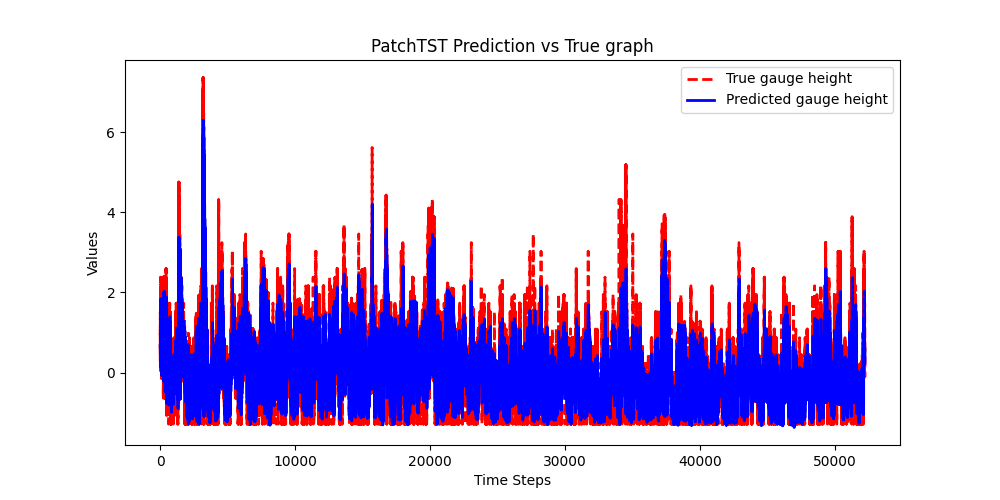 PatchTST Prediction vs True graph
True gauge height
Predicted gauge height
6
4
2
0
Values
0 10000 20000 30000 40000 50000
Time Steps